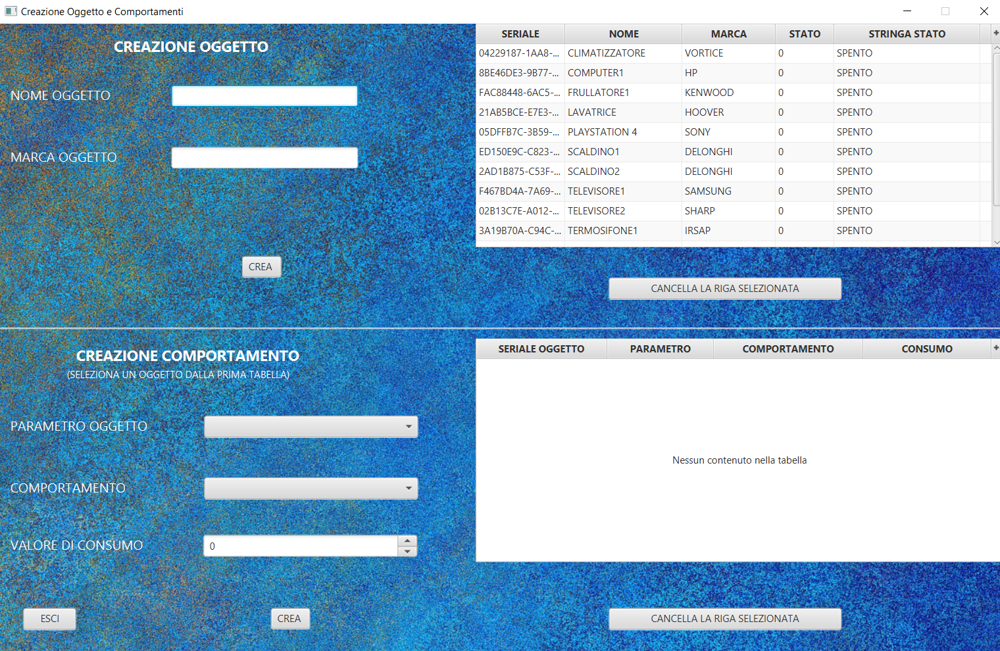 Creazione Oggetto e Comportamenti
CREAZIONE OGGETTO
NOME OGGETTO
MARCA OGGETTO
CREA
SERIALE NOME MARCA STATO STRINGA STATO +
04229187-1AA8-... CLIMATIZZATORE VORTICE 0 SPENTO
8BE46DE3-9B77-... COMPUTER1 HP 0 SPENTO
FAC88448-6AC5-... FRULLATORE1 KENWOOD 0 SPENTO
21AB5BCE-E7E3-... LAVATRICE HOOVER 0 SPENTO
05DFFB7C-3B59-... PLAYSTATION 4 SONY 0 SPENTO
ED150E9C-C823-... SCALDINO1 DELONGHI 0 SPENTO
2AD1B875-C53F-... SCALDINO2 DELONGHI 0 SPENTO
F467BD4A-7A69-... TELEVISORE1 SAMSUNG 0 SPENTO
02B13C7E-A012-... TELEVISORE2 SHARP 0 SPENTO
3A19B70A-C94C-... TERMOSIFONE1 IRSAP 0 SPENTO
CANCELLA LA RIGA SELEZIONATA
CREAZIONE COMPORTAMENTO
(SELEZIONA UN OGGETTO DALLA PRIMA TABELLA)
PARAMETRO OGGETTO
COMPORTAMENTO
VALORE DI CONSUMO 0
ESCI CREA
SERIALE OGGETTO PARAMETRO COMPORTAMENTO CONSUMO +
Nessun contenuto nella tabella
CANCELLA LA RIGA SELEZIONATA